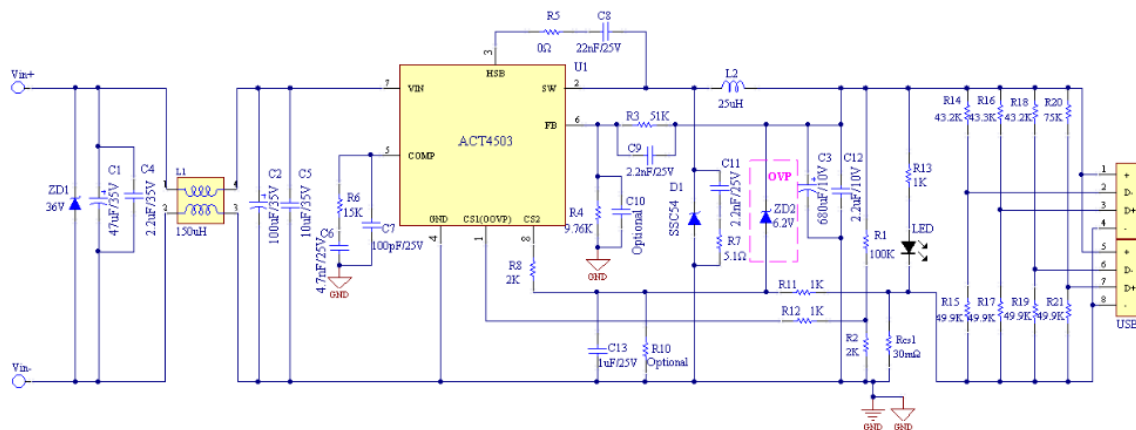 R5
C8
0Ω
22nF/25V
3
HSB
U1
Vin+
7
VIN
SW
2
L2
25uH
ACT4503
FB
6
R3
51K
C9
2.2nF/25V
R14
43.2K
R16
43.3K
R18
43.2K
R20
75K
5
COMP
ZD1
36V
C1
47uF/35V
C4
2.2uF/35V
L1
1
4
2
3
150uH
C2
100uF/35V
C5
10uF/35V
R6
15K
C6
4.7nF/25V
C7
100pF/25V
GND
GND
CS1(OOVP)
CS2
4
1
8
R8
2K
R4
9.76K
C10
Optional
GND
D1
SSC54
C11
2.2nF/25V
R7
5.1Ω
OVP
ZD2
6.2V
C3
680uF/10V
C12
2.2nF/10V
R1
100K
R13
1K
LED
1
+
2
D-
3
D+
4
-
5
+
6
D-
7
D+
8
-
USB
R11
1K
R12
1K
R15
49.9K
R17
49.9K
R19
49.9K
R21
49.9K
C13
1uF/25V
R10
Optional
R2
2K
Rcs1
30mΩ
Vin-
GND
GND